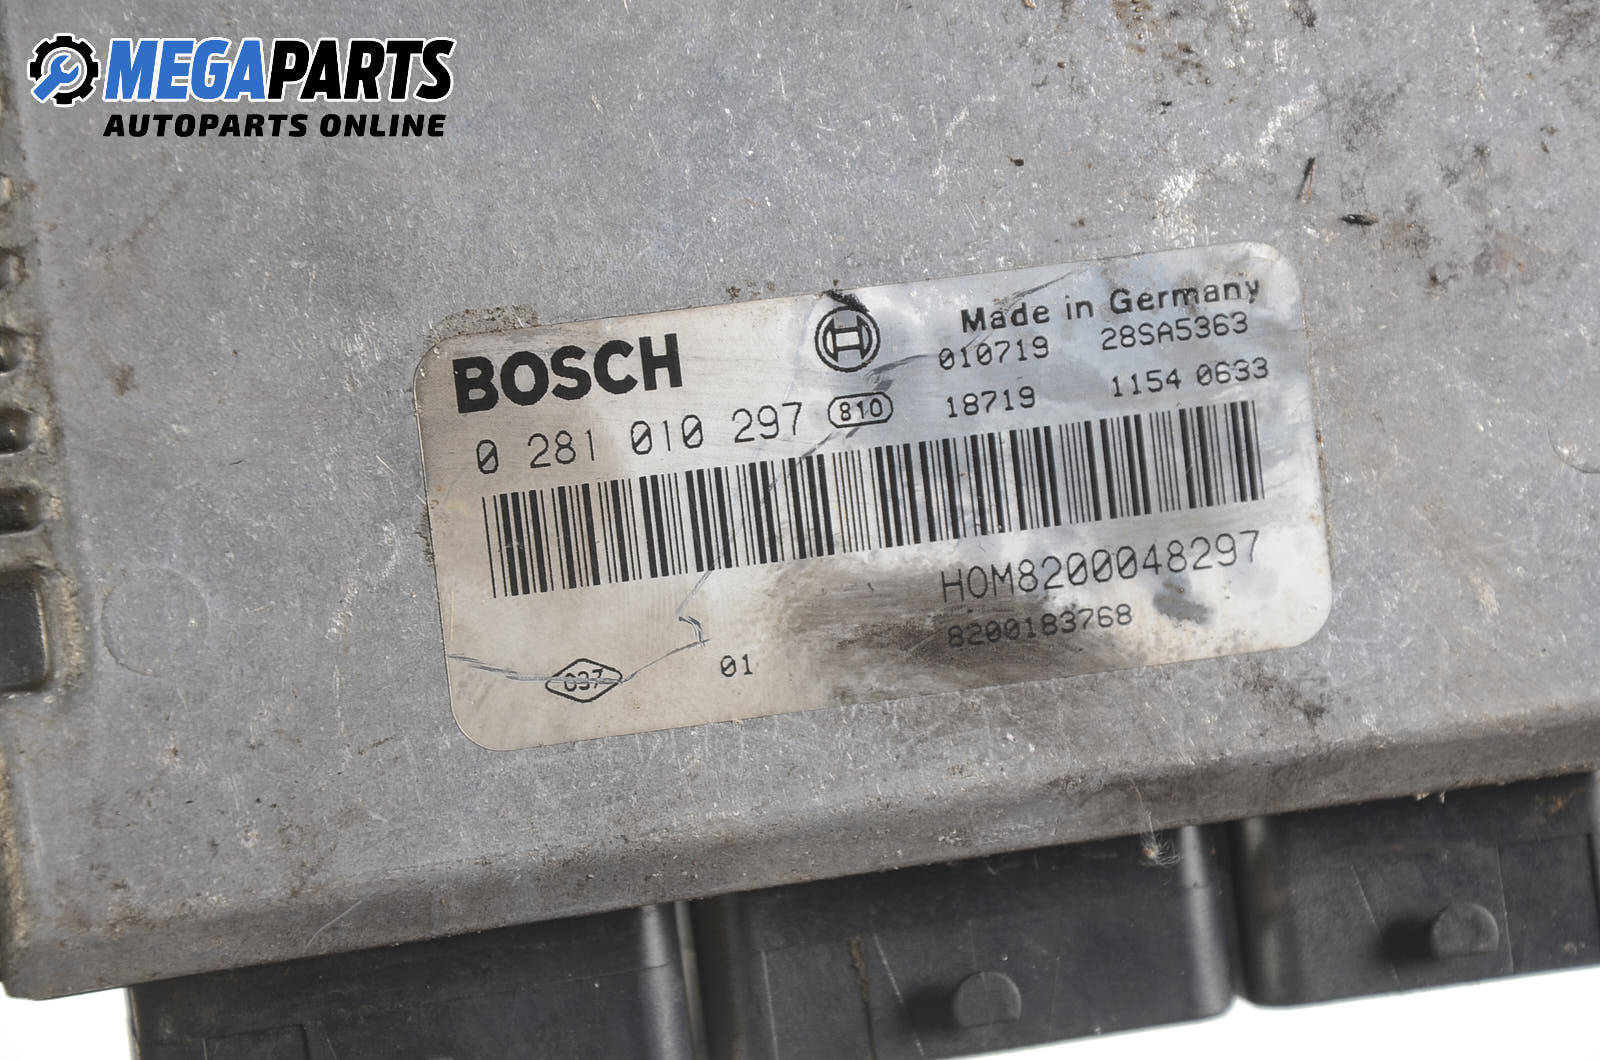 MEGAPARTS
AUTOPARTS ONLINE
BOSCH
Made in Germany
010719 28SA5363
0 281 010 297 810 18719 1154 0633
HOM8200048297
8200183768
037 01